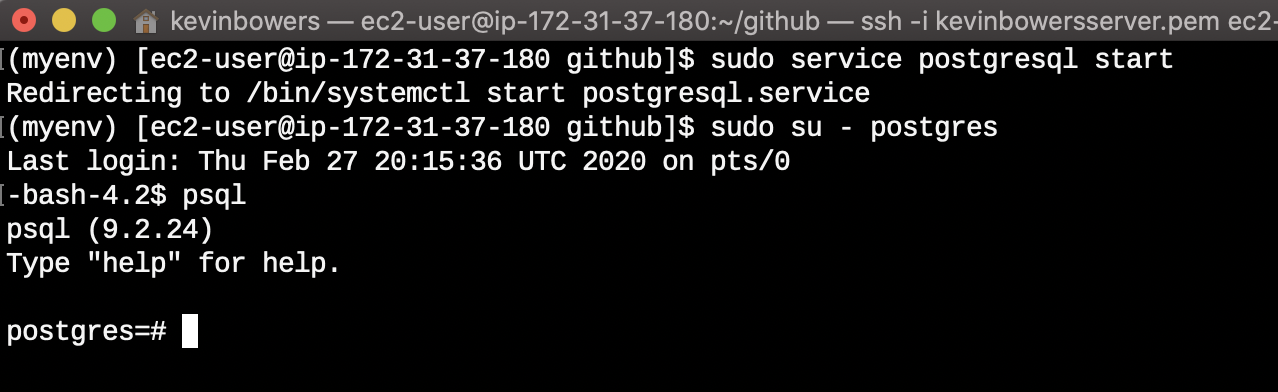 kevinbowers — ec2-user@ip-172-31-37-180:~/github — ssh -i kevinbowersserver.pem ec2-
(myenv) [ec2-user@ip-172-31-37-180 github]$ sudo service postgresql start
Redirecting to /bin/systemctl start postgresql.service
(myenv) [ec2-user@ip-172-31-37-180 github]$ sudo su - postgres
Last login: Thu Feb 27 20:15:36 UTC 2020 on pts/0
-bash-4.2$ psql
psql (9.2.24)
Type "help" for help.
postgres=#